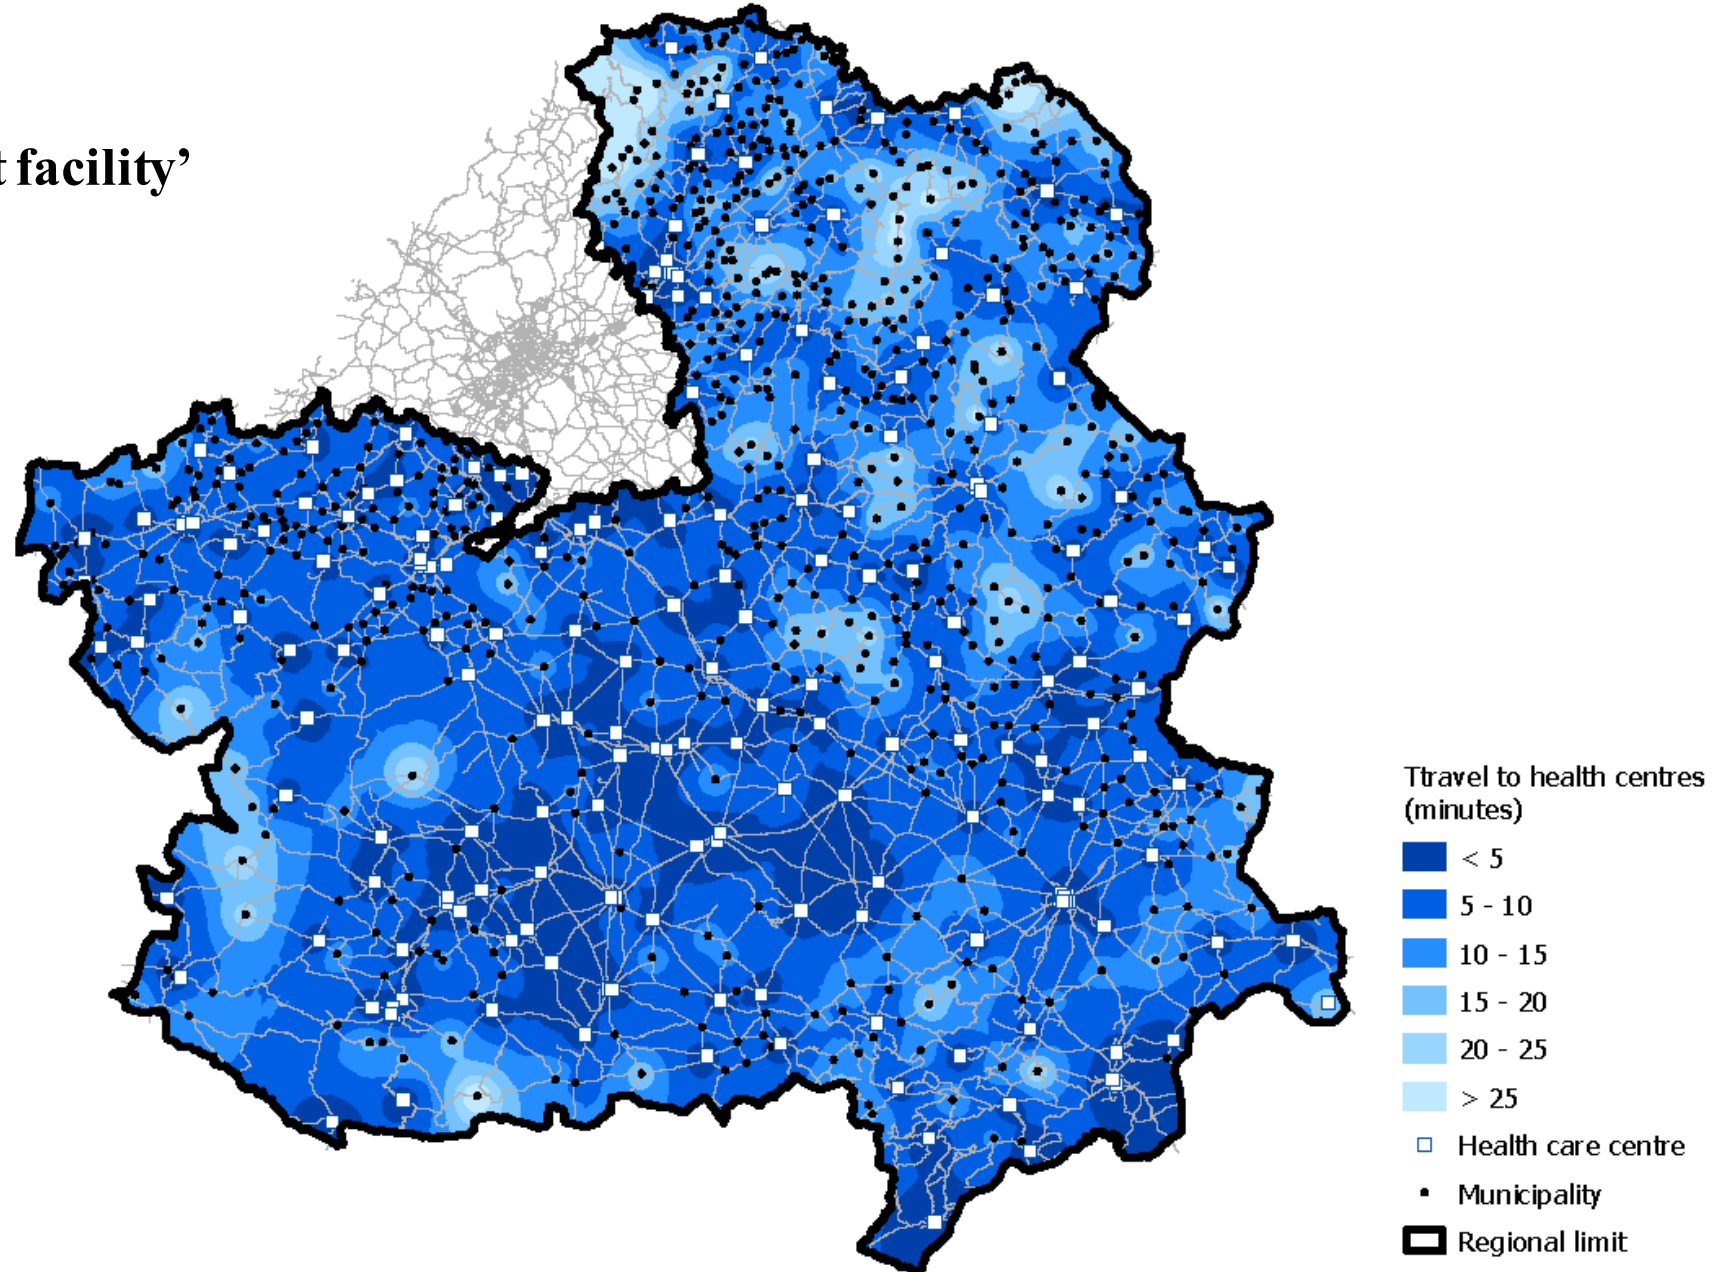 t facility’
Ttravel to health centres
(minutes)
< 5
5 - 10
10 - 15
15 - 20
20 - 25
> 25
Health care centre
Municipality
Regional limit